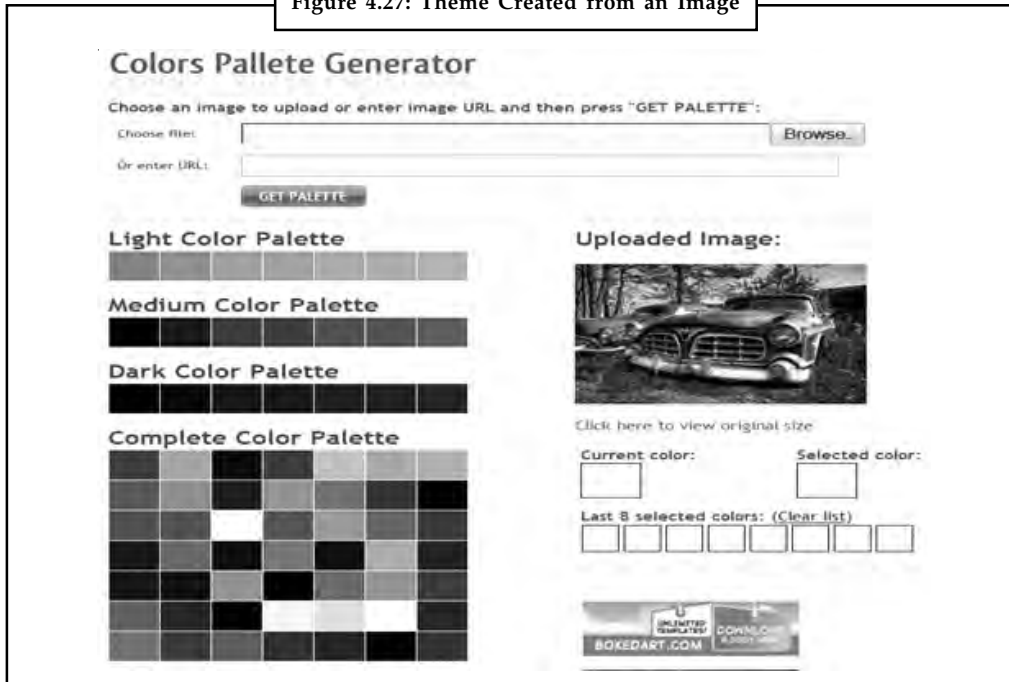 Figure 4.27: Theme Created from an Image
Colors Pallete Generator
Choose an image to upload or enter image URL and then press "GET PALETTE":
Choose file:
Browse..
Or enter URL:
GET PALETTE
Light Color Palette
Medium Color Palette
Dark Color Palette
Complete Color Palette
Uploaded Image:
Click here to view original size
Current color:
Selected color:
Last 8 selected colors: (Clear list)
UNLIMITED
TEMPLATES!
DOWNLOAD
BOXEDART.COM